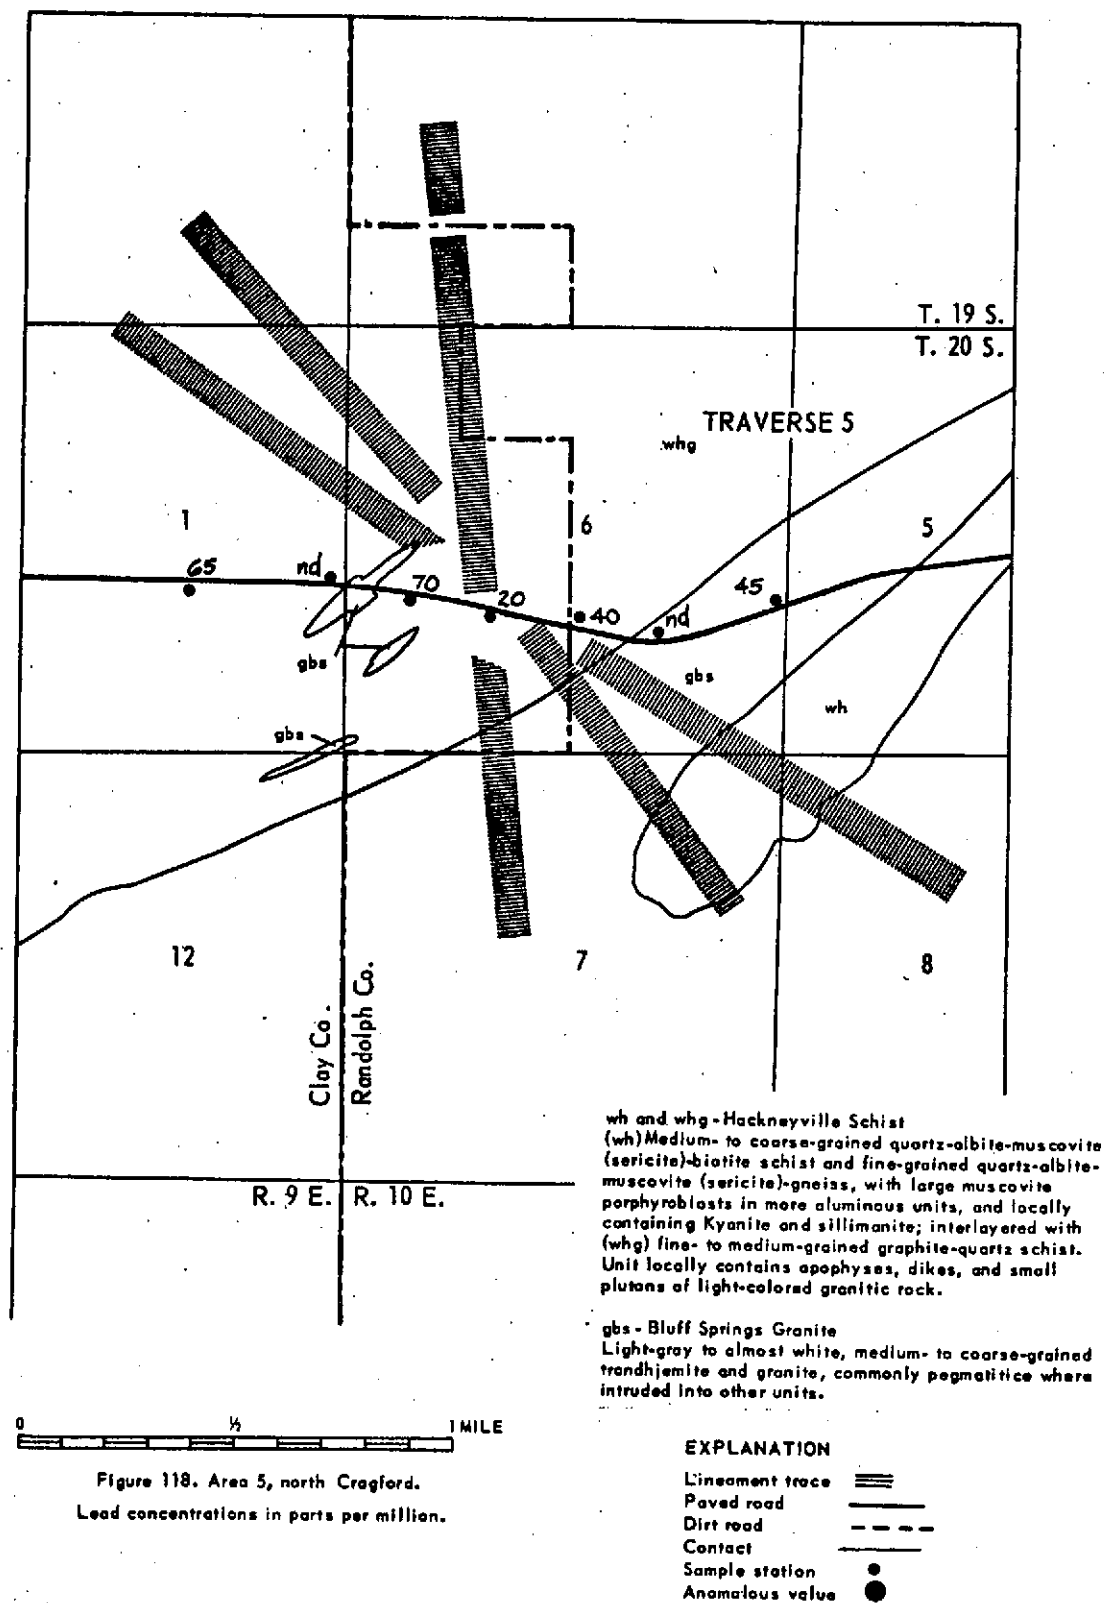 T. 19 S.
T. 20 S.
TRAVERSE 5
whg
1
6
5
65
nd
70
20
40
nd
45
gbs
gbs
wh
gbs
12
7
8
Clay Co.
Randolph Co.
R. 9 E.
R. 10 E.
wh and whg - Hackneyville Schist
(wh) Medium- to coarse-grained quartz-albite-muscovite
(sericite)-biotite schist and fine-grained quartz-albite-
muscovite (sericite)-gneiss, with large muscovite
porphyroblasts in more aluminous units, and locally
containing Kyanite and sillimanite; interlayered with
(whg) fine- to medium-grained graphite-quartz schist.
Unit locally contains apophyses, dikes, and small
plutons of light-colored granitic rock.
gbs - Bluff Springs Granite
Light-gray to almost white, medium- to coarse-grained
trondhjemite and granite, commonly pegmatitice where
intruded into other units.
0 ½ 1 MILE
Figure 118. Area 5, north Cragford.
Lead concentrations in parts per million.
EXPLANATION
Lineament trace
Paved road
Dirt road
Contact
Sample station
Anomalous value